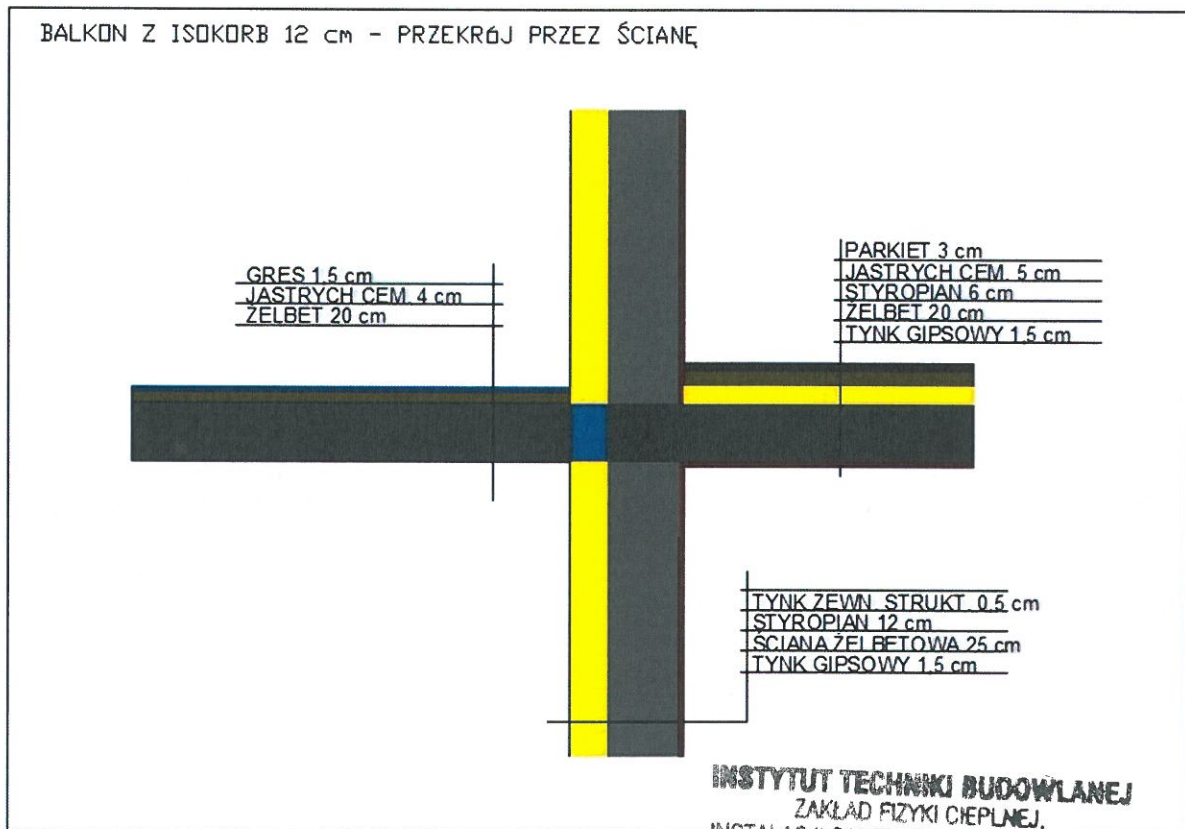 BALKON Z ISOKORB 12 cm - PRZEKRÓJ PRZEZ ŚCIANĘ
GRES 1,5 cm
JASTRYCH CEM. 4 cm
ŻELBET 20 cm
PARKIET 3 cm
JASTRYCH CEM. 5 cm
STYROPIAN 6 cm
ŻELBET 20 cm
TYNK GIPSOWY 1,5 cm
TYNK ZEWN. STRUKT. 0,5 cm
STYROPIAN 12 cm
ŚCIANA ŻELBETOWA 25 cm
TYNK GIPSOWY 1,5 cm
INSTYTUT TECHNIKI BUDOWLANEJ
ZAKŁAD FIZYKI CIEPLNEJ,